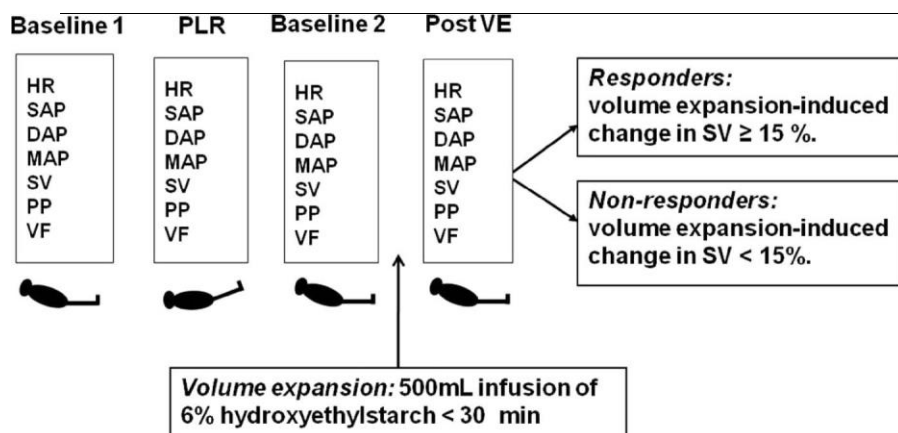 Baseline 1
HR
SAP
DAP
MAP
SV
PP
VF
PLR
HR
SAP
DAP
MAP
SV
PP
VF
Baseline 2
HR
SAP
DAP
MAP
SV
PP
VF
Post VE
HR
SAP
DAP
MAP
SV
PP
VF
Responders:
volume expansion-induced
change in SV ≥ 15 %.
Non-responders:
volume expansion-induced
change in SV < 15%.
Volume expansion: 500mL infusion of
6% hydroxyethylstarch < 30 min